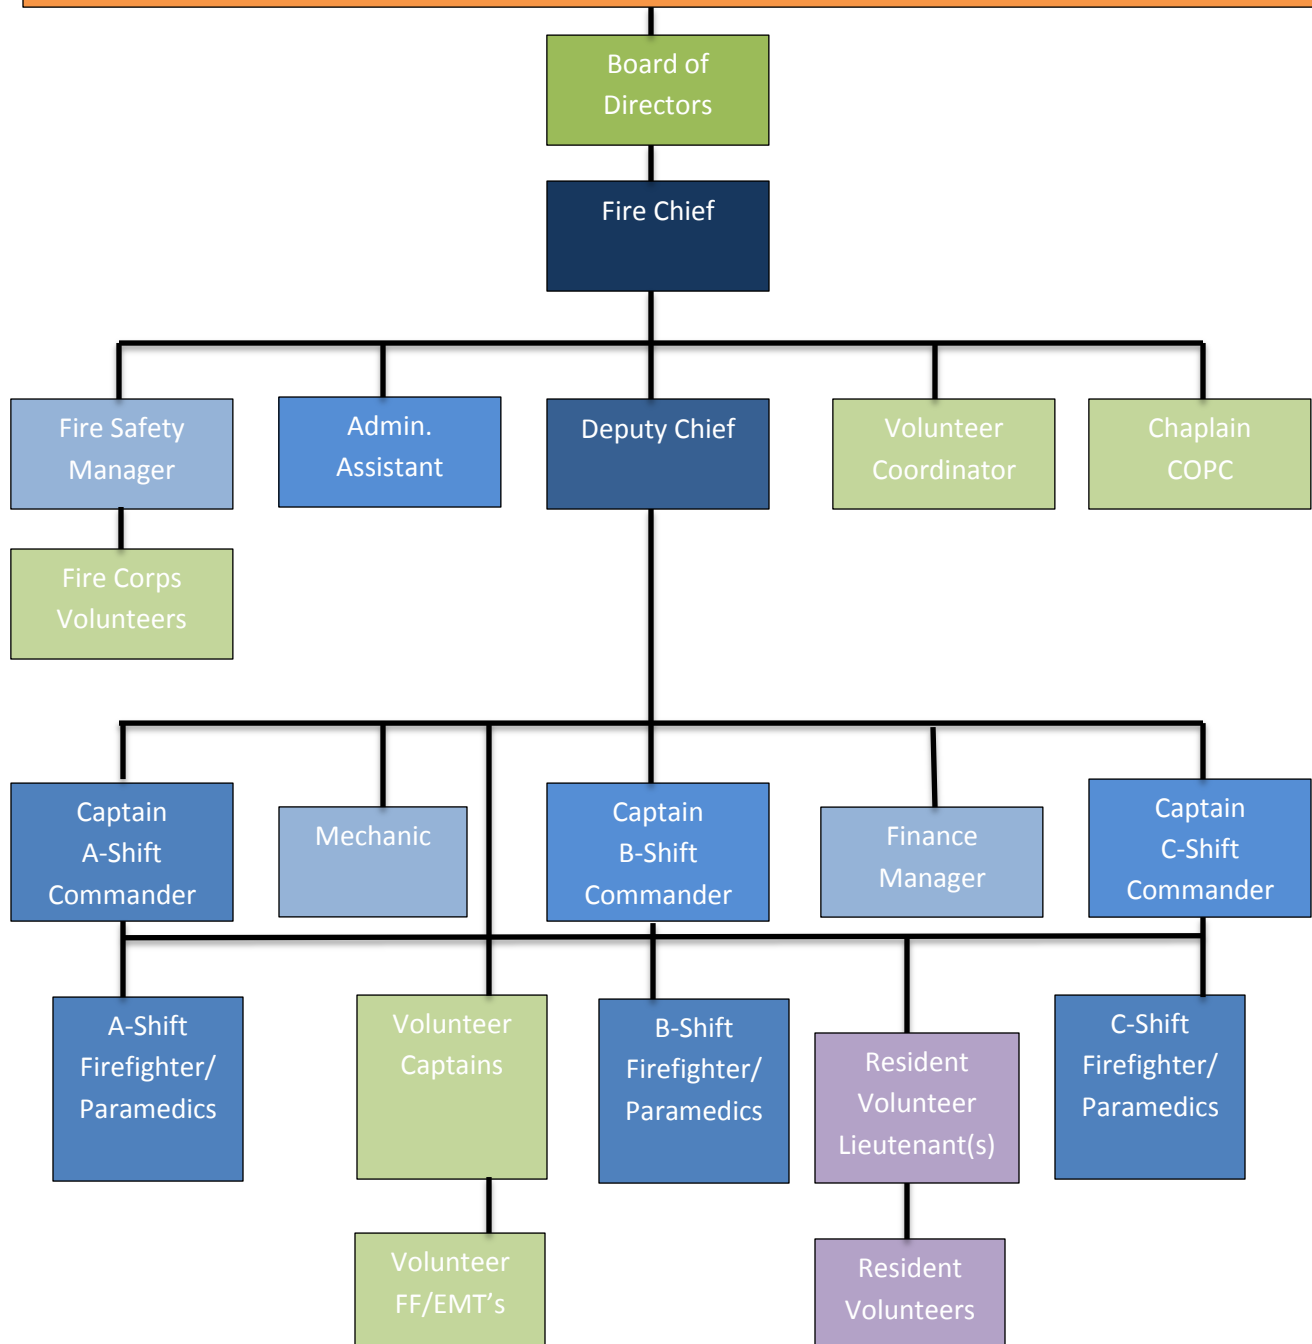 Board of
Directors
Fire Chief
Fire Safety
Manager
Admin.
Assistant
Deputy Chief
Volunteer
Coordinator
Chaplain
COPC
Fire Corps
Volunteers
Captain
A-Shift
Commander
Mechanic
Captain
B-Shift
Commander
Finance
Manager
Captain
C-Shift
Commander
A-Shift
Firefighter/
Paramedics
Volunteer
Captains
B-Shift
Firefighter/
Paramedics
Resident
Volunteer
Lieutenant(s)
C-Shift
Firefighter/
Paramedics
Volunteer
FF/EMT’s
Resident
Volunteers